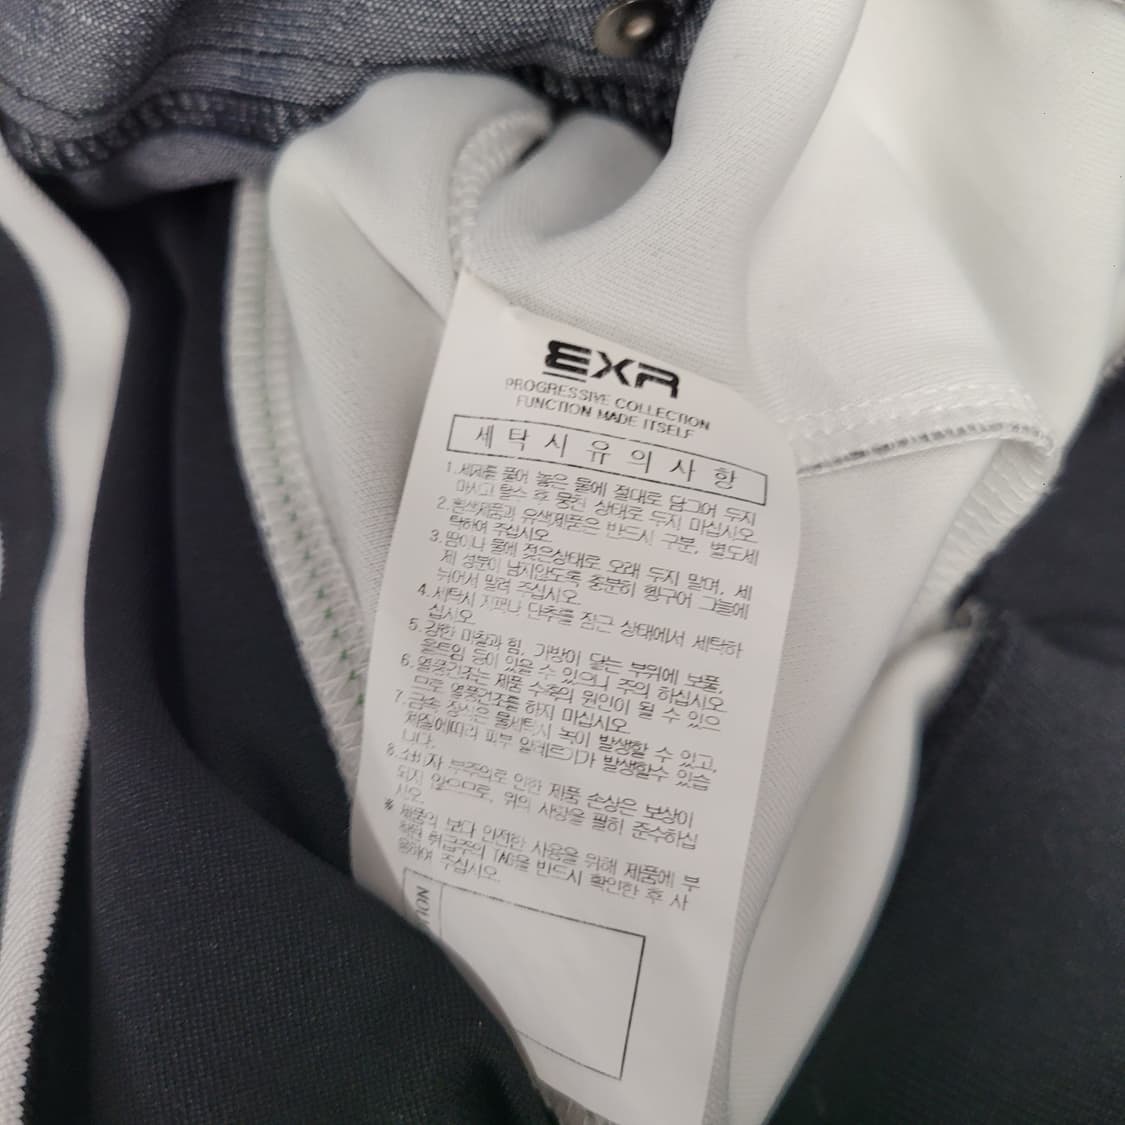 EXR
PROGRESSIVE COLLECTION
FUNCTION MADE ITSELF
세탁시유의사항
1.세제를 풀어 놓은 물에 절대로 담그어 두지
마시고 탈수 후 뭉친 상태로 두지 마십시오.
2.흰색제품과 유색제품은 반드시 구분, 별도세
탁하여 주십시오.
3.땀이나 물에 젖은상태로 오래 두지 말며, 세
제 성분이 남지않도록 충분히 헹구어 그늘에
뉘어서 말려 주십시오.
4.세탁시 지퍼나 단추를 잠근 상태에서 세탁하
십시오.
5.강한 마찰과 힘, 가방이 닿는 부위에 보풀,
올트임 등이 있을 수 있으니 주의 하십시오
6.열풍건조는 제품 수축의 원인이 될 수 있으
므로 열풍건조를 하지 마십시오.
7.금속 장식은 물세탁시 녹이 발생할 수 있고,
체질에따라 피부 알레르기가 발생할수 있습
니다.
8.소비자 부주의로 인한 제품 손상은 보상이
되지 않으므로, 위의 사항을 필히 준수하십
시오.
※ 제품의 보다 안전한 사용을 위해 제품에 부
착된 취급주의 TAG을 반드시 확인한 후 사
용하여 주십시오.